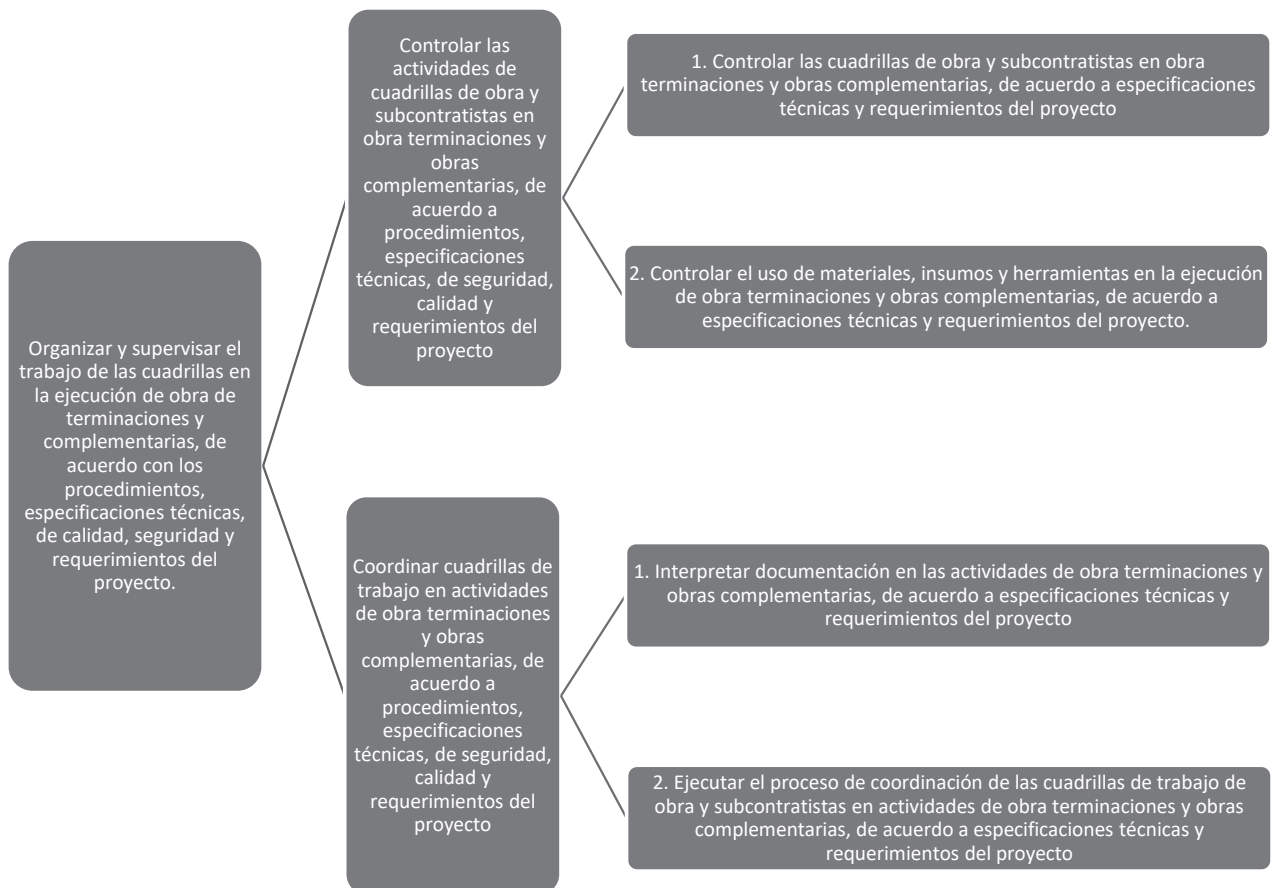 Organizar y supervisar el
trabajo de las cuadrillas en
la ejecución de obra de
terminaciones y
complementarias, de
acuerdo con los
procedimientos,
especificaciones técnicas,
de calidad, seguridad y
requerimientos del
proyecto.
Controlar las
actividades de
cuadrillas de obra y
subcontratistas en
obra terminaciones y
obras
complementarias, de
acuerdo a
procedimientos,
especificaciones
técnicas, de seguridad,
calidad y
requerimientos del
proyecto
1. Controlar las cuadrillas de obra y subcontratistas en obra
terminaciones y obras complementarias, de acuerdo a especificaciones
técnicas y requerimientos del proyecto
2. Controlar el uso de materiales, insumos y herramientas en la ejecución
de obra terminaciones y obras complementarias, de acuerdo a
especificaciones técnicas y requerimientos del proyecto.
Coordinar cuadrillas de
trabajo en actividades
de obra terminaciones
y obras
complementarias, de
acuerdo a
procedimientos,
especificaciones
técnicas, de seguridad,
calidad y
requerimientos del
proyecto
1. Interpretar documentación en las actividades de obra terminaciones y
obras complementarias, de acuerdo a especificaciones técnicas y
requerimientos del proyecto
2. Ejecutar el proceso de coordinación de las cuadrillas de trabajo de
obra y subcontratistas en actividades de obra terminaciones y obras
complementarias, de acuerdo a especificaciones técnicas y
requerimientos del proyecto